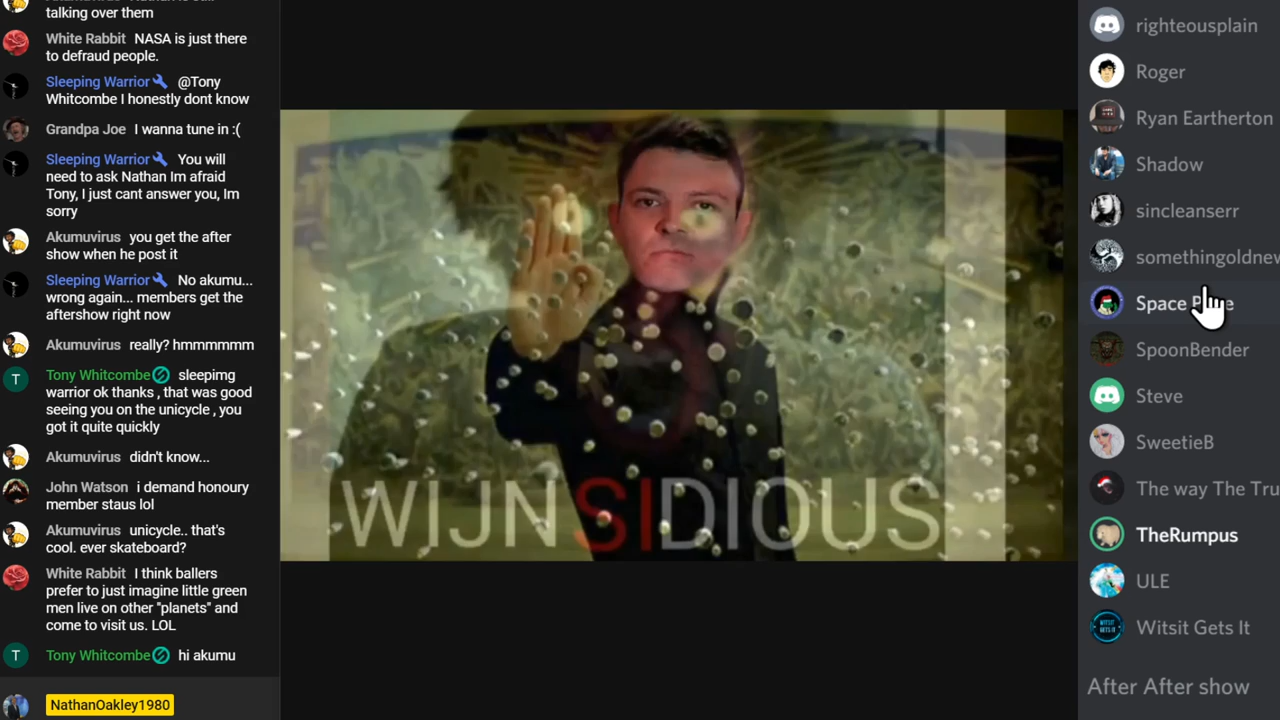 talking over them
White Rabbit NASA is just there
to defraud people.
Sleeping Warrior @Tony
Whitcombe I honestly dont know
Grandpa Joe I wanna tune in :(
Sleeping Warrior You will
need to ask Nathan Im afraid
Tony, I just cant answer you, Im
sorry
Akumuvirus you get the after
show when he post it
Sleeping Warrior No akumu...
wrong again... members get the
aftershow right now
Akumuvirus really? hmmmmmm
T
Tony Whitcombe sleepimg
warrior ok thanks , that was good
seeing you on the unicycle , you
got it quite quickly
Akumuvirus didn't know...
John Watson i demand honoury
member staus lol
Akumuvirus unicycle.. that's
cool. ever skateboard?
White Rabbit I think ballers
prefer to just imagine little green
men live on other "planets" and
come to visit us. LOL
T
Tony Whitcombe hi akumu
NathanOakley1980
WIJNSIDIOUS
righteousplain
Roger
Ryan Eartherton
Shadow
sincleanserr
somethingoldnew
Space
SpoonBender
Steve
SweetieB
The way The Tru
TheRumpus
ULE
WITSIT GETS IT
Witsit Gets It
After After show